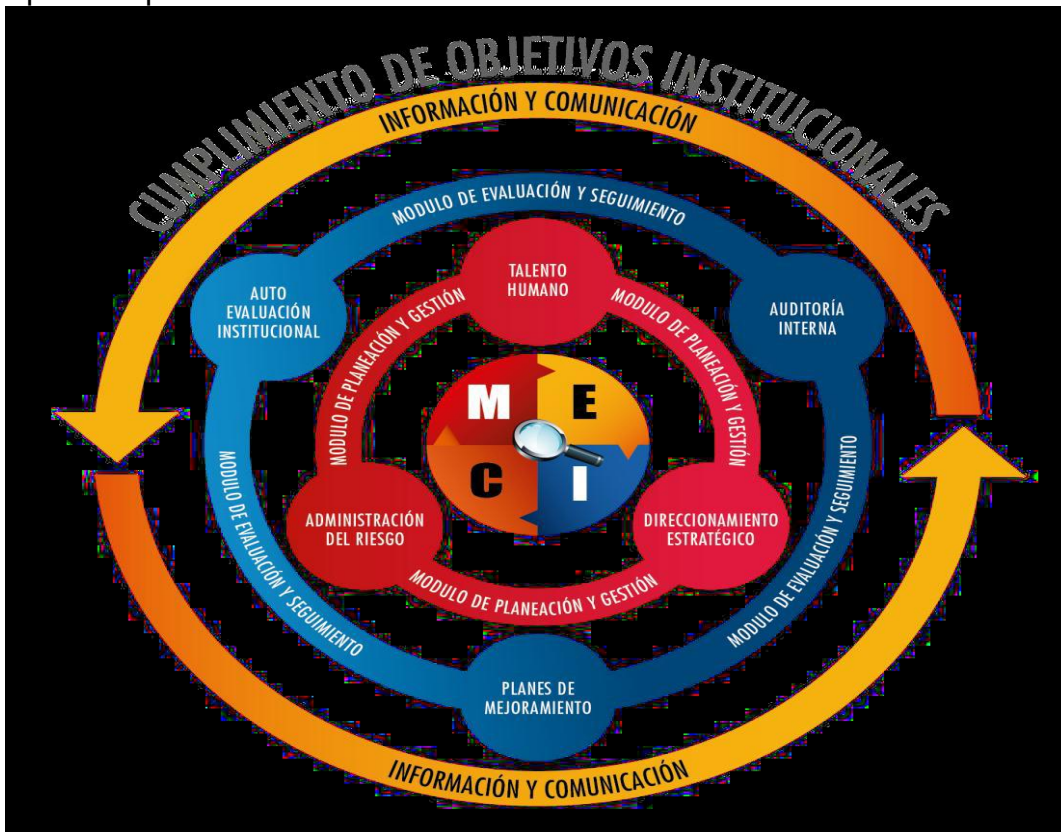 CUMPLIMIENTO DE OBJETIVOS INSTITUCIONALES
INFORMACIÓN Y COMUNICACIÓN
MODULO DE EVALUACIÓN Y SEGUIMIENTO
TALENTO
HUMANO
AUTO
EVALUACIÓN
INSTITUCIONAL
AUDITORÍA
INTERNA
MODULO DE PLANEACIÓN Y GESTIÓN
MODULO DE PLANEACIÓN Y GESTIÓN
M E
C I
ADMINISTRACIÓN
DEL RIESGO
DIRECCIONAMIENTO
ESTRATÉGICO
MODULO DE PLANEACIÓN Y GESTIÓN
MODULO DE EVALUACIÓN Y SEGUIMIENTO
MODULO DE EVALUACIÓN Y SEGUIMIENTO
PLANES DE
MEJORAMIENTO
INFORMACIÓN Y COMUNICACIÓN